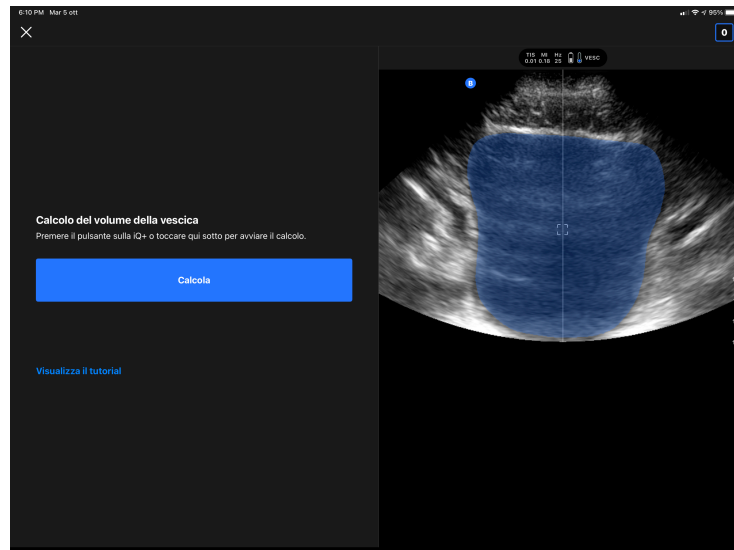 6:10 PM Mar 5 ott
95%
0
TIS MI Hz
0.01 0.18 25 VESC
B
Calcolo del volume della vescica
Premere il pulsante sulla iQ+ o toccare qui sotto per avviare il calcolo.
Calcola
Visualizza il tutorial